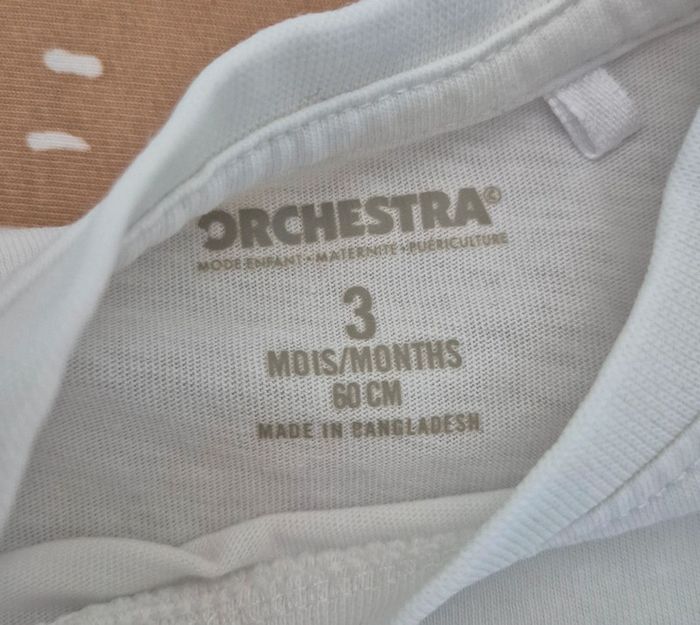 ORCHESTRA©
MODE ENFANT • MATERNITÉ • PUÉRICULTURE
3
MOIS/MONTHS
60 CM
MADE IN BANGLADESH